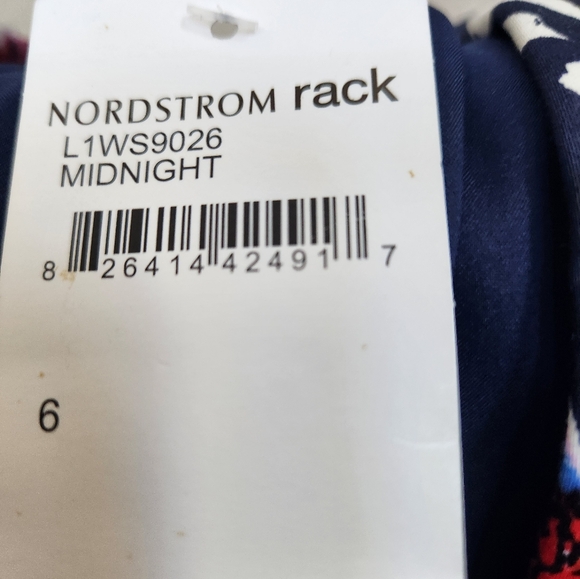 NORDSTROM rack
L1WS9026
MIDNIGHT
8 26414 42491 7
6